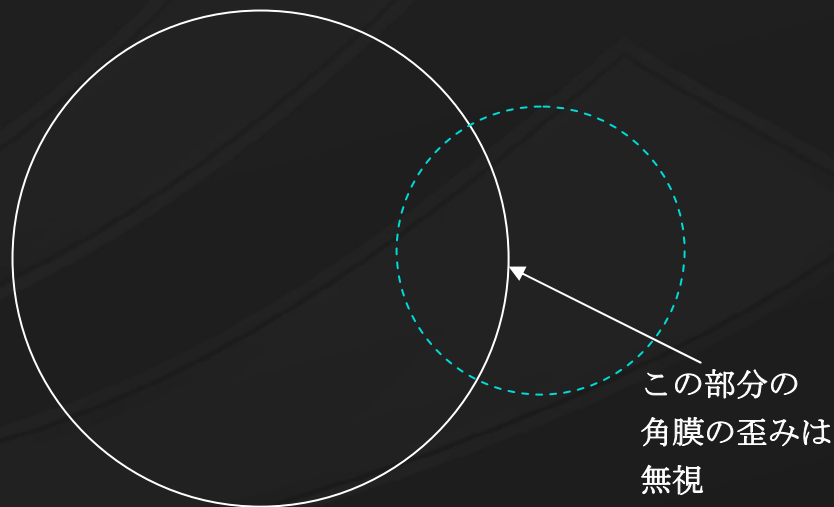 この部分の
角膜の歪みは
無視